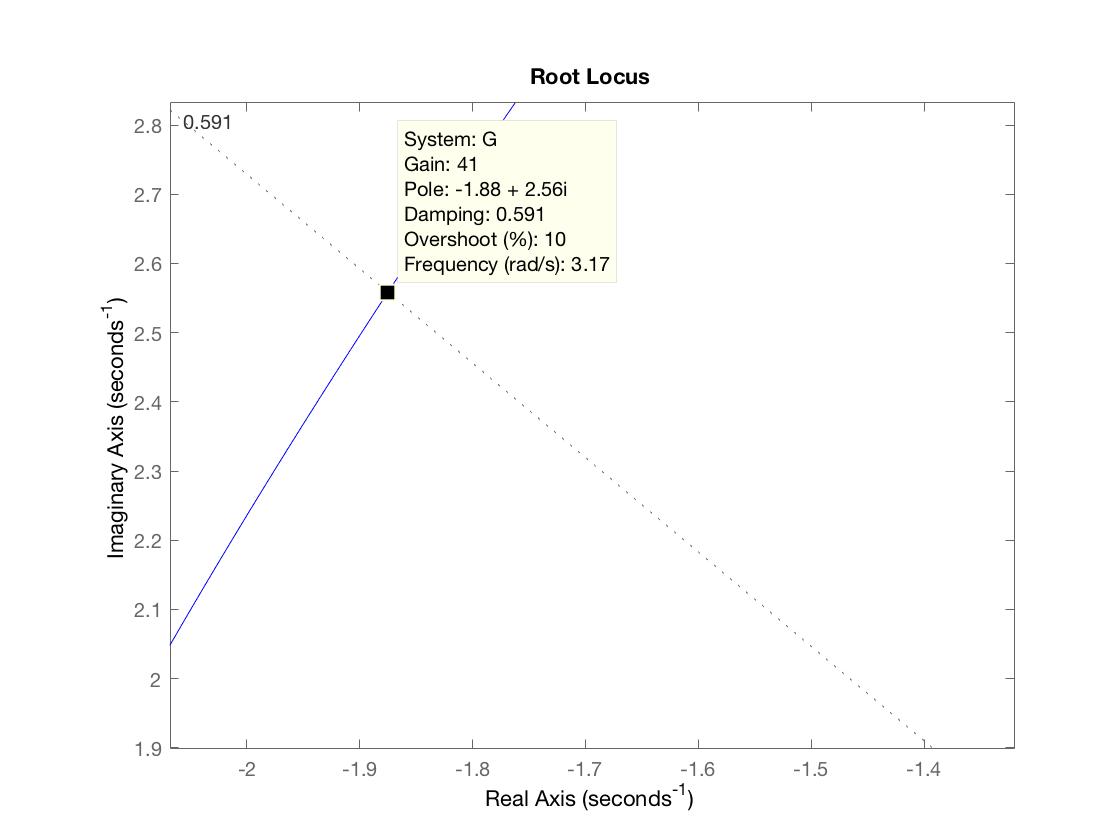 Root Locus
0.591
System: G
Gain: 41
Pole: -1.88 + 2.56i
Damping: 0.591
Overshoot (%): 10
Frequency (rad/s): 3.17
Imaginary Axis (seconds⁻¹)
2.8
2.7
2.6
2.5
2.4
2.3
2.2
2.1
2
1.9
-2 -1.9 -1.8 -1.7 -1.6 -1.5 -1.4
Real Axis (seconds⁻¹)